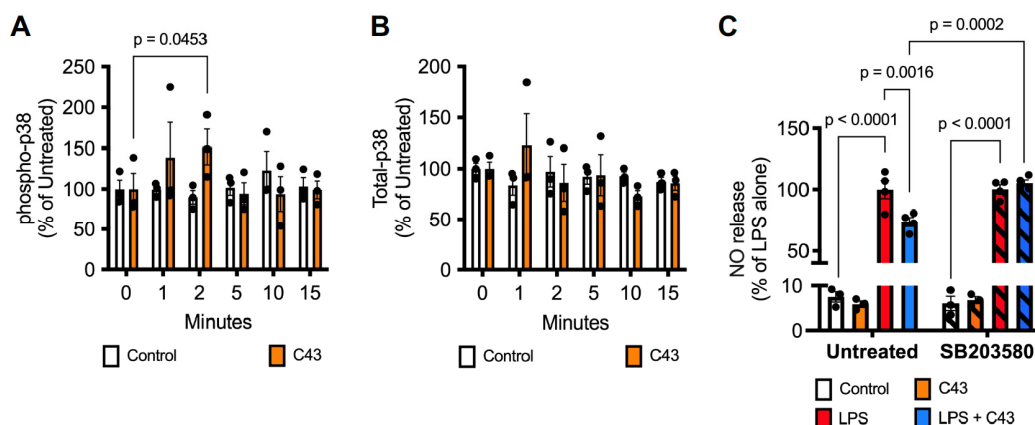 A
p = 0.0453
phospho-p38
(% of Untreated)
250
200
150
100
50
0
0 1 2 5 10 15
Minutes
Control C43
B
Total-p38
(% of Untreated)
200
150
100
50
0
0 1 2 5 10 15
Minutes
Control C43
C
p = 0.0002
p = 0.0016
p < 0.0001 p < 0.0001
NO release
(% of LPS alone)
150
100
50
10
0
Untreated SB203580
Control C43
LPS LPS + C43